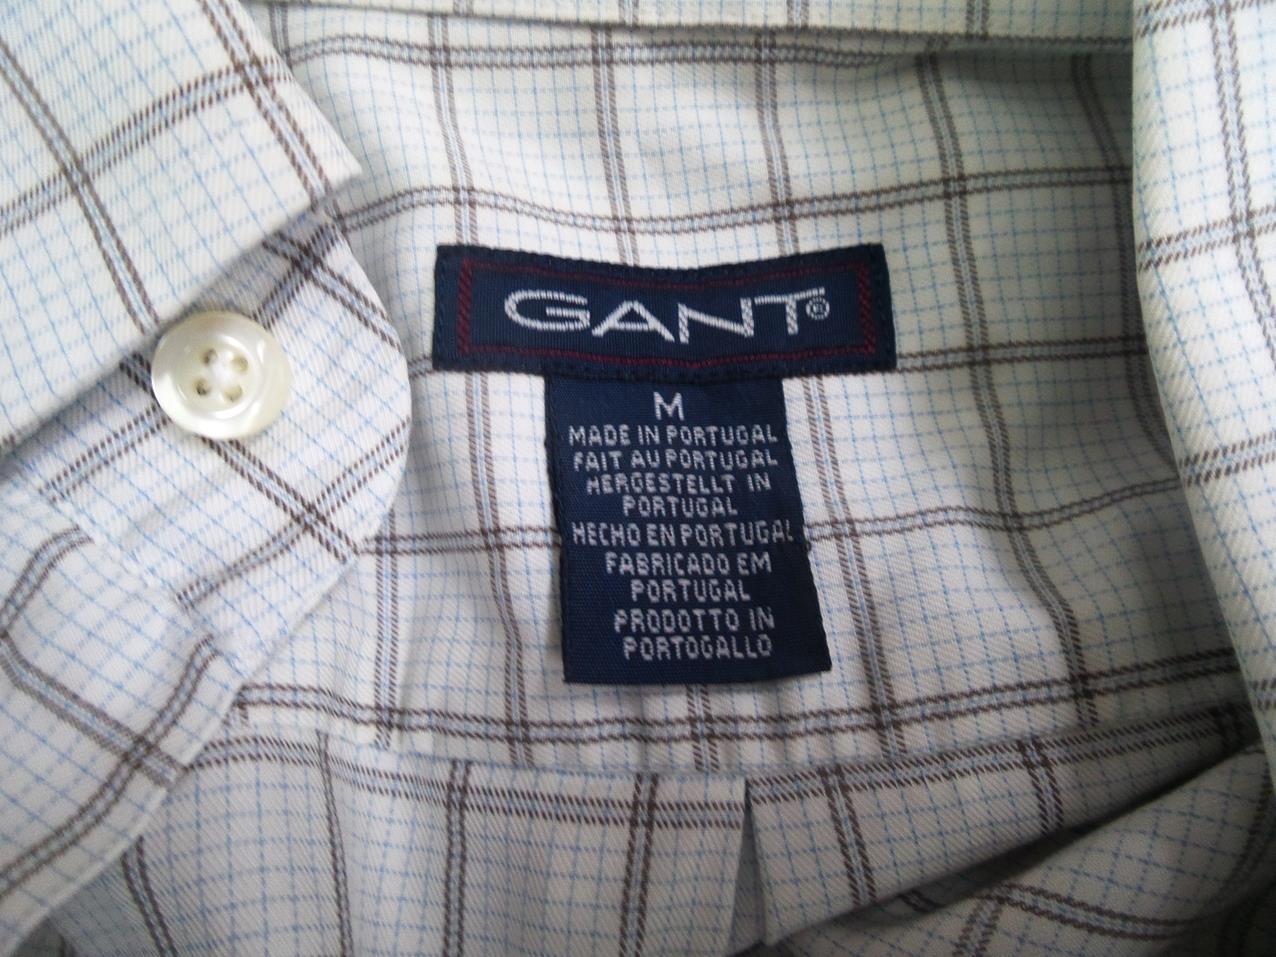 GANT®
M
MADE IN PORTUGAL
FAIT AU PORTUGAL
HERGESTELLT IN
PORTUGAL
HECHO EN PORTUGAL
FABRICADO EM
PORTUGAL
PRODOTTO IN
PORTOGALLO